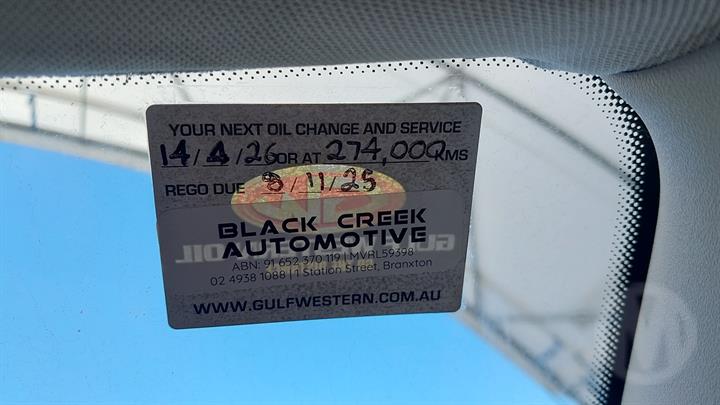 YOUR NEXT OIL CHANGE AND SERVICE
14/4/26 OR AT 274,000 KMS
REGO DUE 8/11/25
BLACK CREEK
AUTOMOTIVE
ABN: 91 652 370 119 | MVRL59398
02 4938 1088 | 1 Station Street, Branxton
WWW.GULFWESTERN.COM.AU